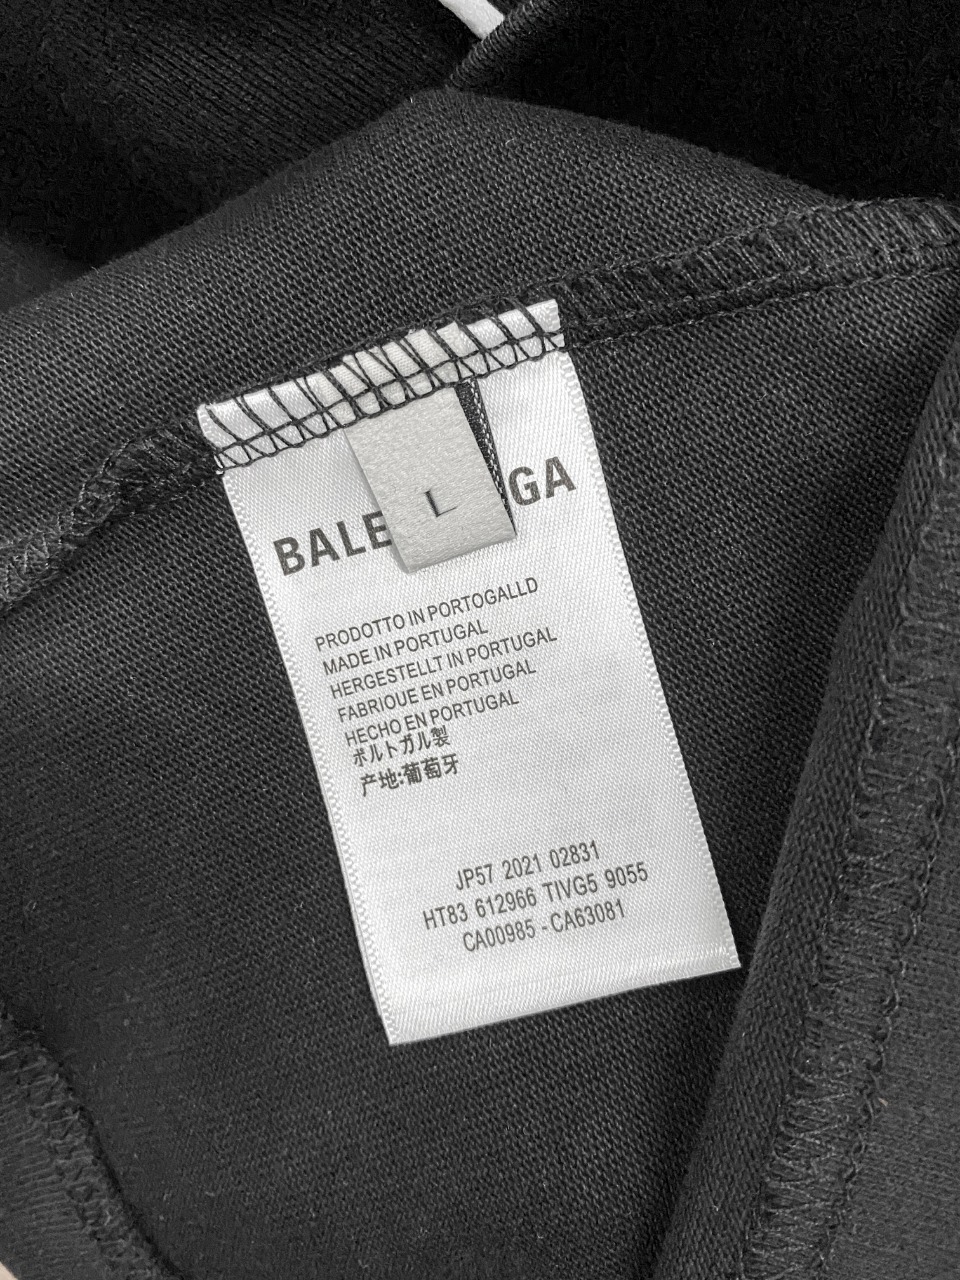 L
BALE GA
PRODOTTO IN PORTOGALLD
MADE IN PORTUGAL
HERGESTELLT IN PORTUGAL
FABRIOUE EN PORTUGAL
HECHO EN PORTUGAL
ポルトガル製
产地:葡萄牙
JP57 2021 02831
HT83 612966 TIVG5 9055
CA00985 - CA63081